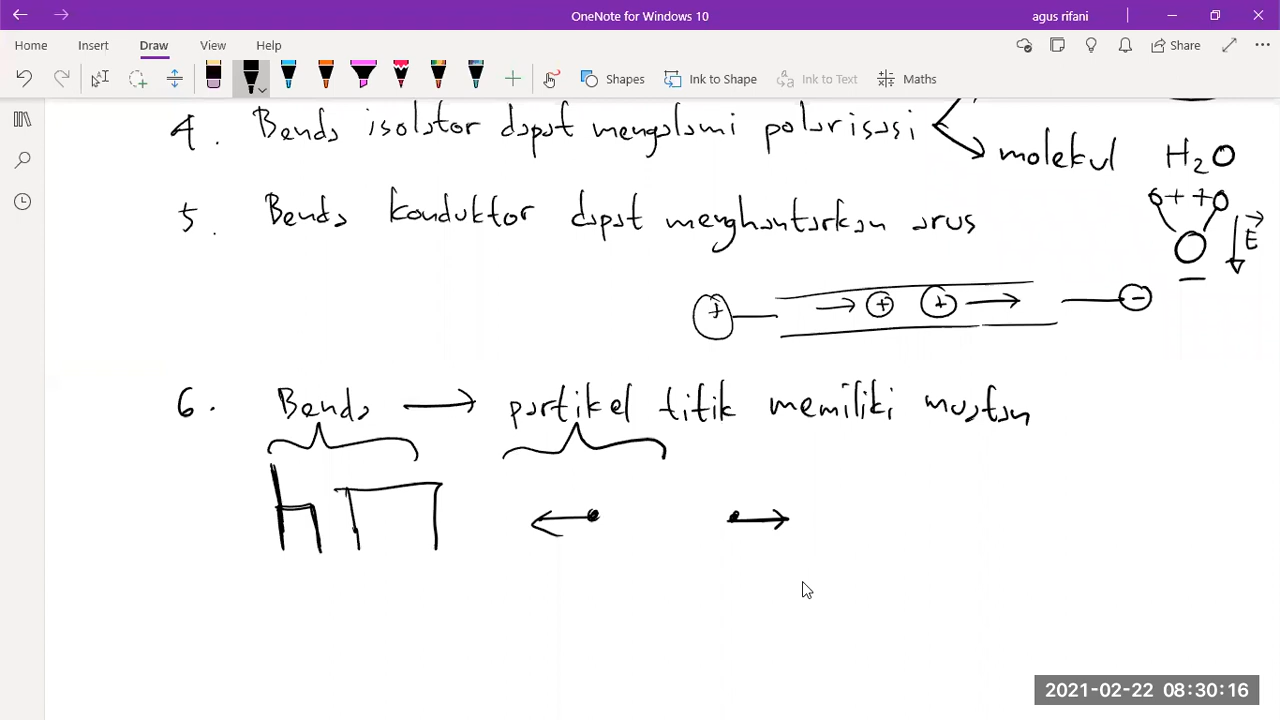 OneNote for Windows 10
agus rifani
Home Insert Draw View Help
Share
Shapes Ink to Shape Ink to Text Maths
4. Benda isolator dapat mengalami polarisasi
molekul H2O
+ +
5. Benda konduktor dapat menghantarkan arus
E
+ + + -
6. Benda → partikel titik memiliki muatan
2021-02-22 08:30:16